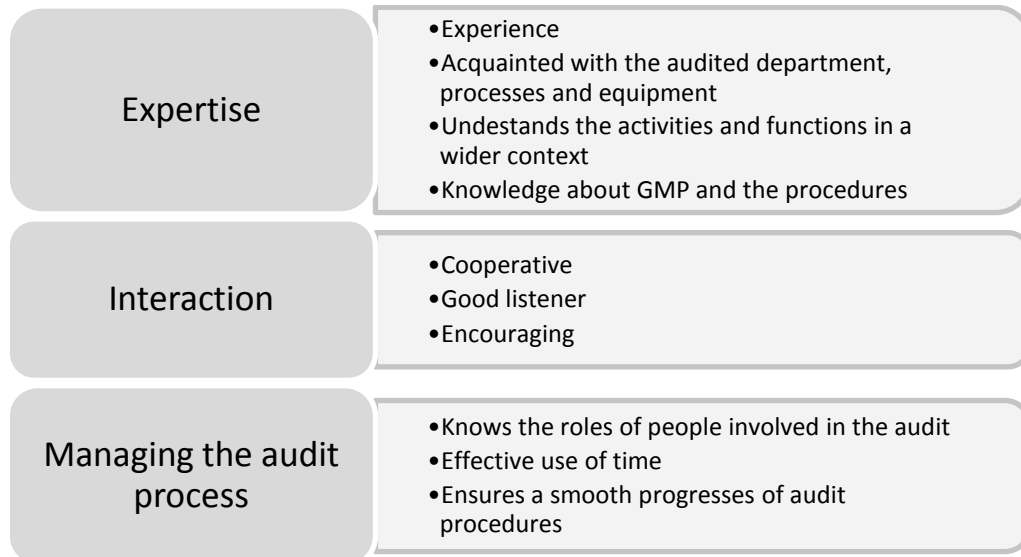 Expertise
•Experience
•Acquainted with the audited department,
processes and equipment
•Undestands the activities and functions in a
wider context
•Knowledge about GMP and the procedures
Interaction
•Cooperative
•Good listener
•Encouraging
Managing the audit
process
•Knows the roles of people involved in the audit
•Effective use of time
•Ensures a smooth progresses of audit
procedures